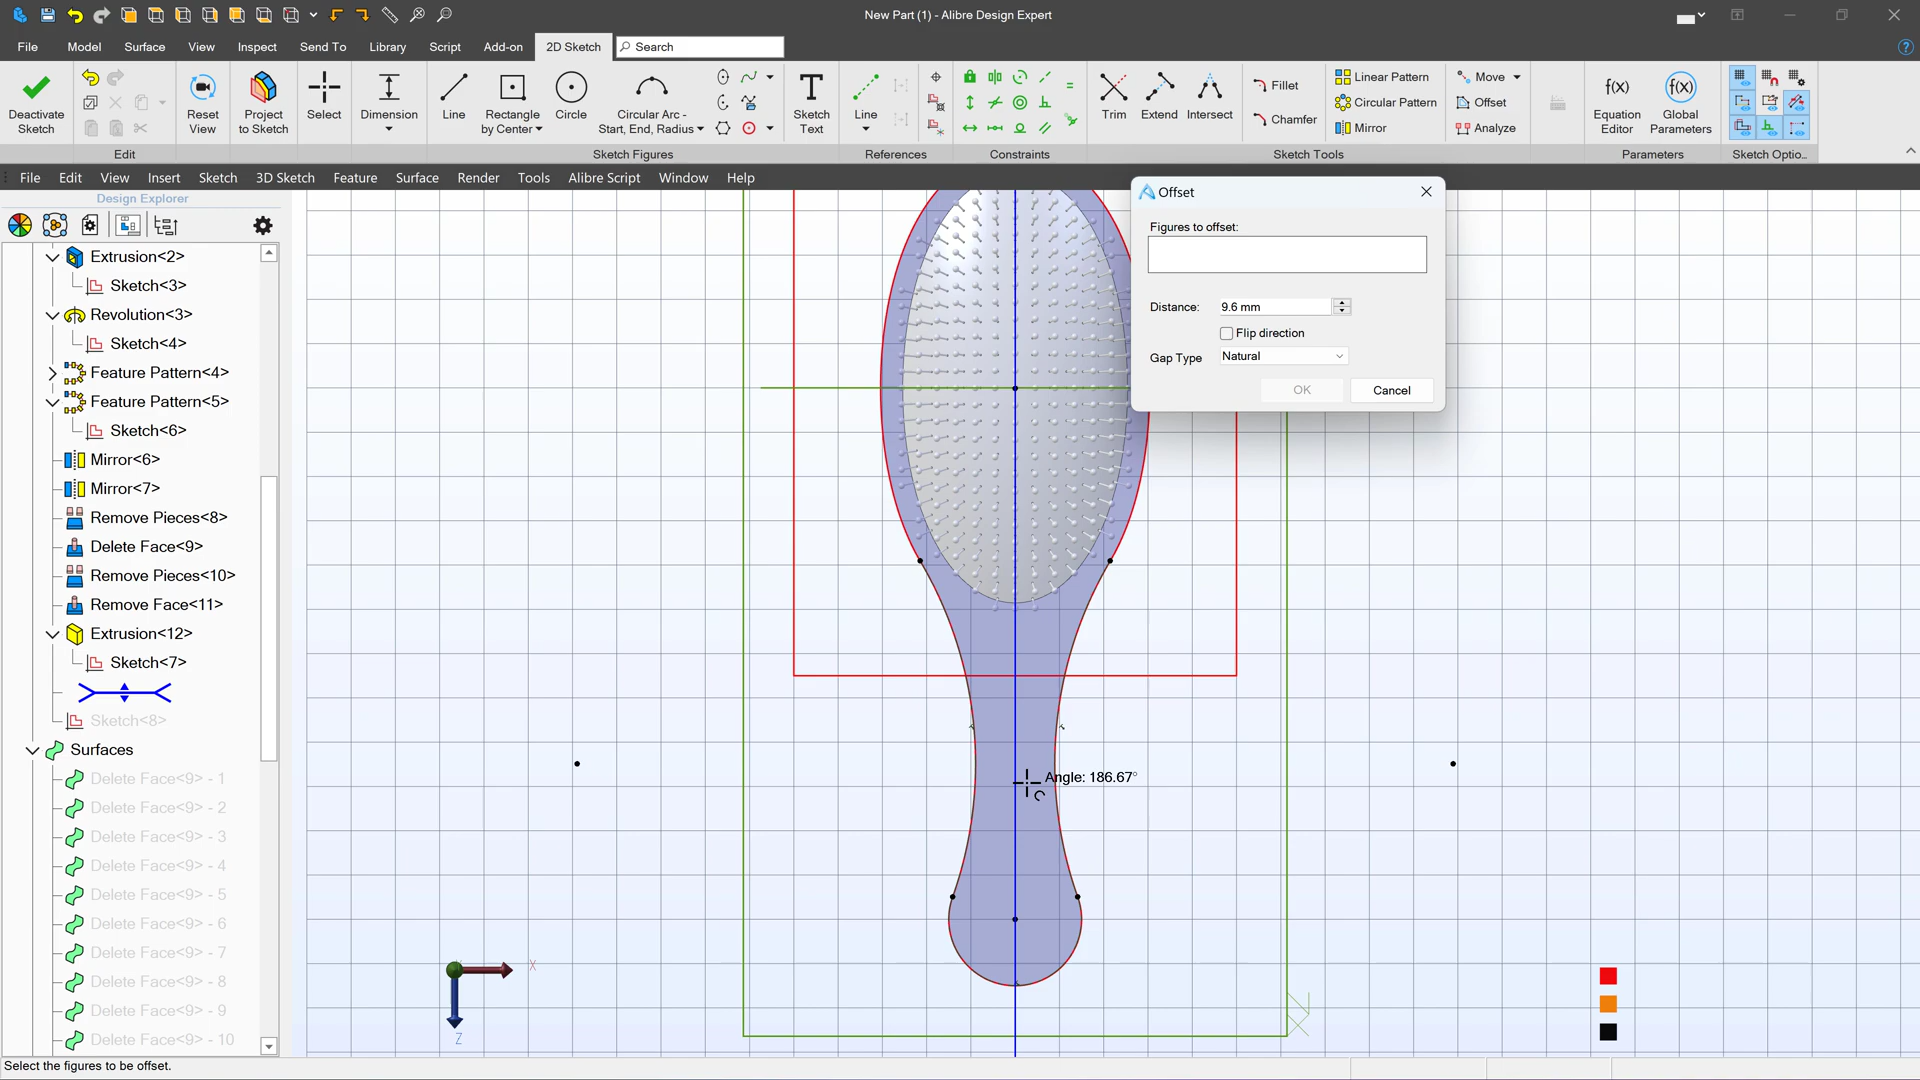 New Part (1) - Alibre Design Expert
File Model Surface View Inspect Send To Library Script Add-on 2D Sketch Search
Deactivate Sketch
Reset View
Project to Sketch
Select
Dimension
Line
Rectangle by Center
Circle
Circular Arc - Start, End, Radius
Sketch Text
Line
Trim
Extend
Intersect
Fillet
Chamfer
Linear Pattern
Circular Pattern
Mirror
Move
Offset
Analyze
f(x)
Equation Editor
f(x)
Global Parameters
Edit
Sketch Figures
References
Constraints
Sketch Tools
Parameters
Sketch Optio...
File Edit View Insert Sketch 3D Sketch Feature Surface Render Tools Alibre Script Window Help
Design Explorer
Extrusion<2>
Sketch<3>
Revolution<3>
Sketch<4>
Feature Pattern<4>
Feature Pattern<5>
Sketch<6>
Mirror<6>
Mirror<7>
Remove Pieces<8>
Delete Face<9>
Remove Pieces<10>
Remove Face<11>
Extrusion<12>
Sketch<7>
Sketch<8>
Surfaces
Delete Face<9> - 1
Delete Face<9> - 2
Delete Face<9> - 3
Delete Face<9> - 4
Delete Face<9> - 5
Delete Face<9> - 6
Delete Face<9> - 7
Delete Face<9> - 8
Delete Face<9> - 9
Delete Face<9> - 10
Offset
Figures to offset:
Distance: 9.6 mm
Flip direction
Gap Type Natural
OK Cancel
Angle: 186.67°
X
Z
Select the figures to be offset.